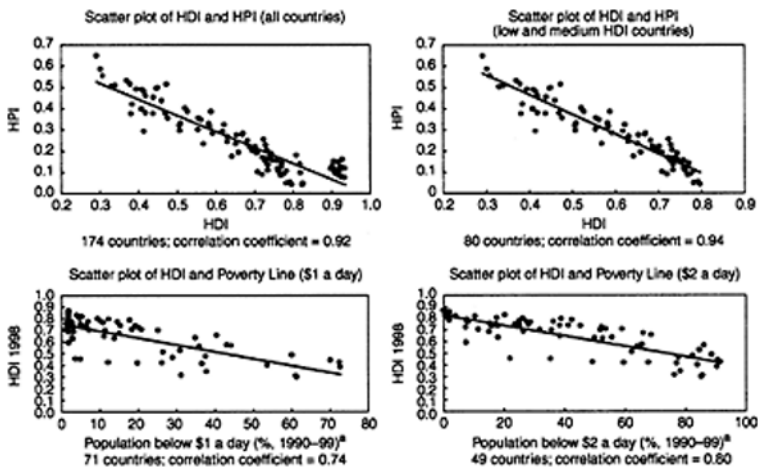 Scatter plot of HDI and HPI (all countries)
0.7
0.6
0.5
0.4
0.3
0.2
0.1
0.0
HPI
0.2 0.3 0.4 0.5 0.6 0.7 0.8 0.9 1.0
HDI
174 countries; correlation coefficient = 0.92
Scatter plot of HDI and HPI
(low and medium HDI countries)
0.7
0.6
0.5
0.4
0.3
0.2
0.1
0.0
HPI
0.2 0.3 0.4 0.5 0.6 0.7 0.8 0.9
HDI
80 countries; correlation coefficient = 0.94
Scatter plot of HDI and Poverty Line ($1 a day)
1.0
0.9
0.8
0.7
0.6
0.5
0.4
0.3
0.2
0.1
0.0
HDI 1998
0 10 20 30 40 50 60 70 80
Population below $1 a day (%, 1990–99)ª
71 countries; correlation coefficient = 0.74
Scatter plot of HDI and Poverty Line ($2 a day)
1.0
0.9
0.8
0.7
0.6
0.5
0.4
0.3
0.2
0.1
0.0
HDI 1998
0 20 40 60 80 100
Population below $2 a day (%, 1990–99)ª
49 countries; correlation coefficient = 0.80